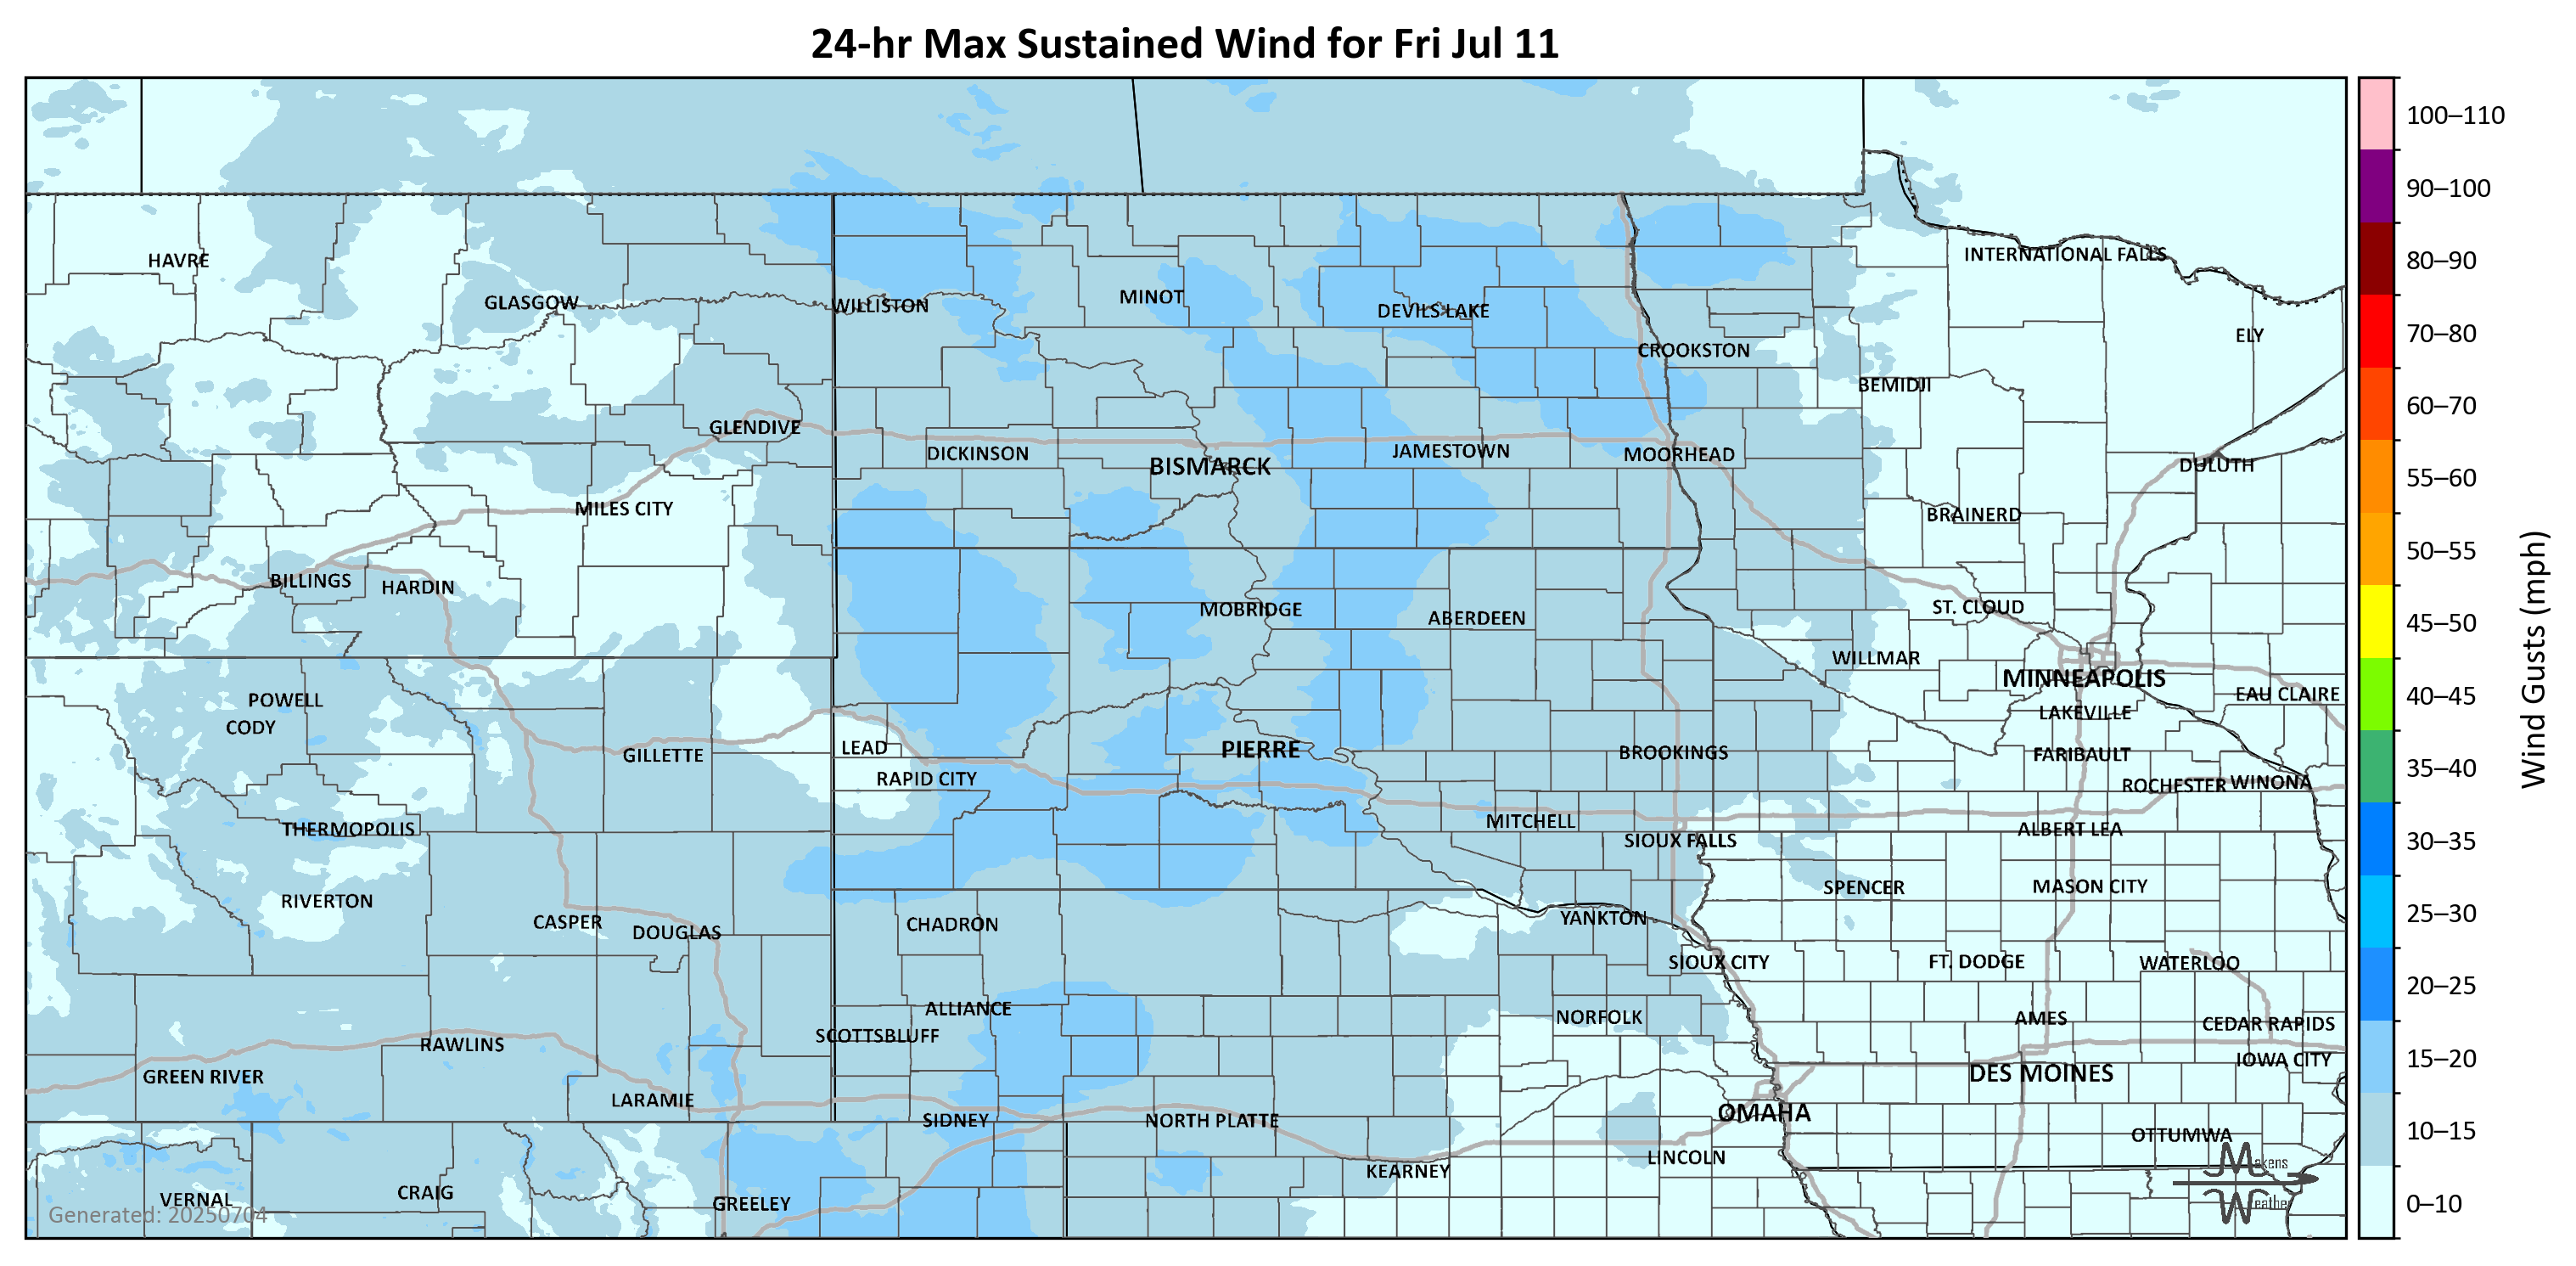 24-hr Max Sustained Wind for Fri Jul 11
100–110
90–100
80–90
70–80
60–70
55–60
50–55
45–50
40–45
35–40
30–35
25–30
20–25
15–20
10–15
0–10
Wind Gusts (mph)
HAVRE
INTERNATIONAL FALLS
GLASGOW
WILLISTON
MINOT
DEVILS LAKE
ELY
CROOKSTON
BEMIDJI
GLENDIVE
DICKINSON
BISMARCK
JAMESTOWN
MOORHEAD
DULUTH
MILES CITY
BRAINERD
BILLINGS
HARDIN
MOBRIDGE
ABERDEEN
ST. CLOUD
WILLMAR
MINNEAPOLIS
EAU CLAIRE
POWELL
CODY
LAKEVILLE
GILLETTE
LEAD
PIERRE
BROOKINGS
FARIBAULT
RAPID CITY
ROCHESTER
WINONA
THERMOPOLIS
MITCHELL
SIOUX FALLS
ALBERT LEA
RIVERTON
SPENCER
MASON CITY
CASPER
DOUGLAS
CHADRON
YANKTON
SIOUX CITY
FT. DODGE
WATERLOO
ALLIANCE
SCOTTSBLUFF
NORFOLK
AMES
CEDAR RAPIDS
RAWLINS
IOWA CITY
GREEN RIVER
DES MOINES
LARAMIE
SIDNEY
NORTH PLATTE
OMAHA
OTTUMWA
KEARNEY
LINCOLN
VERNAL
CRAIG
GREELEY
Generated: 20250704
Makens
Weather